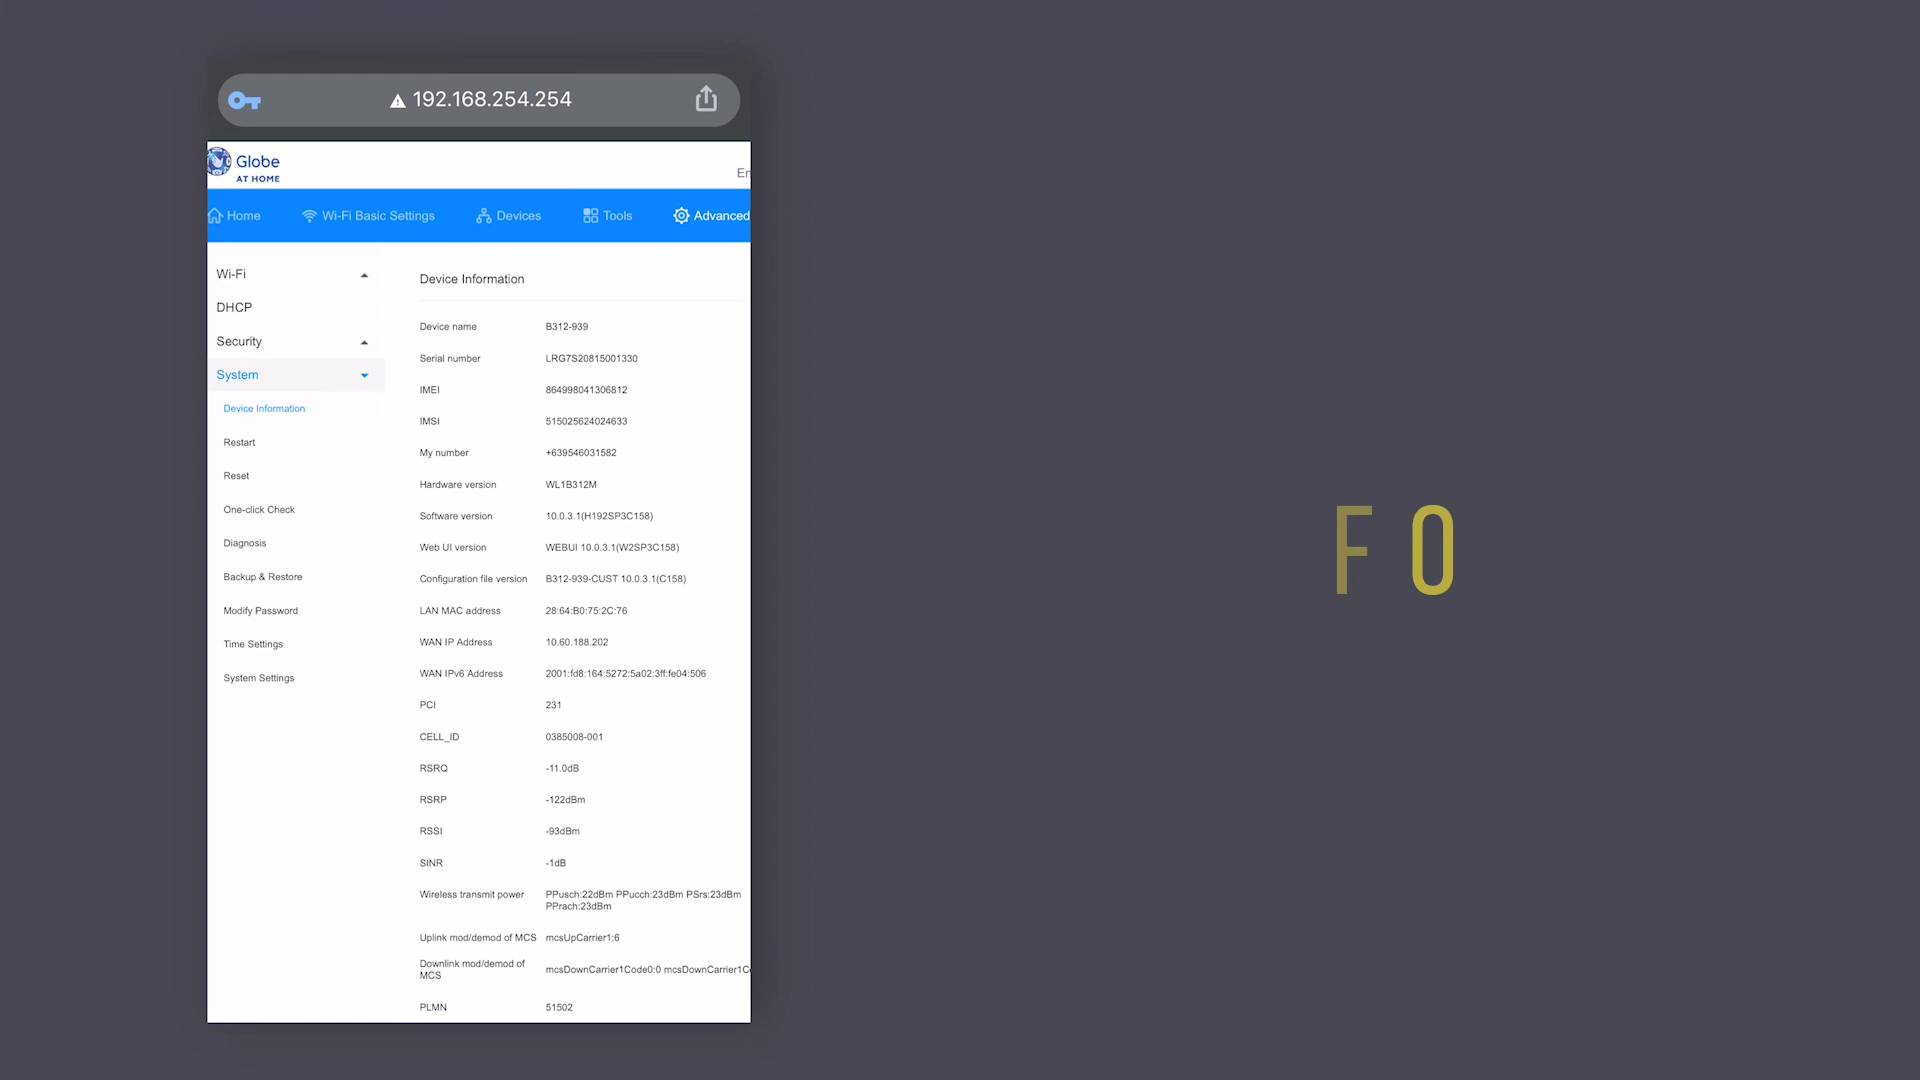 192.168.254.254
Globe
AT HOME
En
Home Wi-Fi Basic Settings Devices Tools Advanced
Wi-Fi
DHCP
Security
System
Device Information
Restart
Reset
One-click Check
Diagnosis
Backup & Restore
Modify Password
Time Settings
System Settings
Device Information
Device name B312-939
Serial number LRG7S20815001330
IMEI 864998041306812
IMSI 515025624024633
My number +639546031582
Hardware version WL1B312M
Software version 10.0.3.1(H192SP3C158)
Web UI version WEBUI 10.0.3.1(W2SP3C158)
Configuration file version B312-939-CUST 10.0.3.1(C158)
LAN MAC address 28:64:B0:75:2C:76
WAN IP Address 10.60.188.202
WAN IPv6 Address 2001:fd8:164:5272:5a02:3ff:fe04:506
PCI 231
CELL_ID 0385008-001
RSRQ -11.0dB
RSRP -122dBm
RSSI -93dBm
SINR -1dB
Wireless transmit power PPusch:22dBm PPucch:23dBm PSrs:23dBm
PPrach:23dBm
Uplink mod/demod of MCS mcsUpCarrier1:6
Downlink mod/demod of
MCS mcsDownCarrier1Code0:0 mcsDownCarrier1C
PLMN 51502
FO